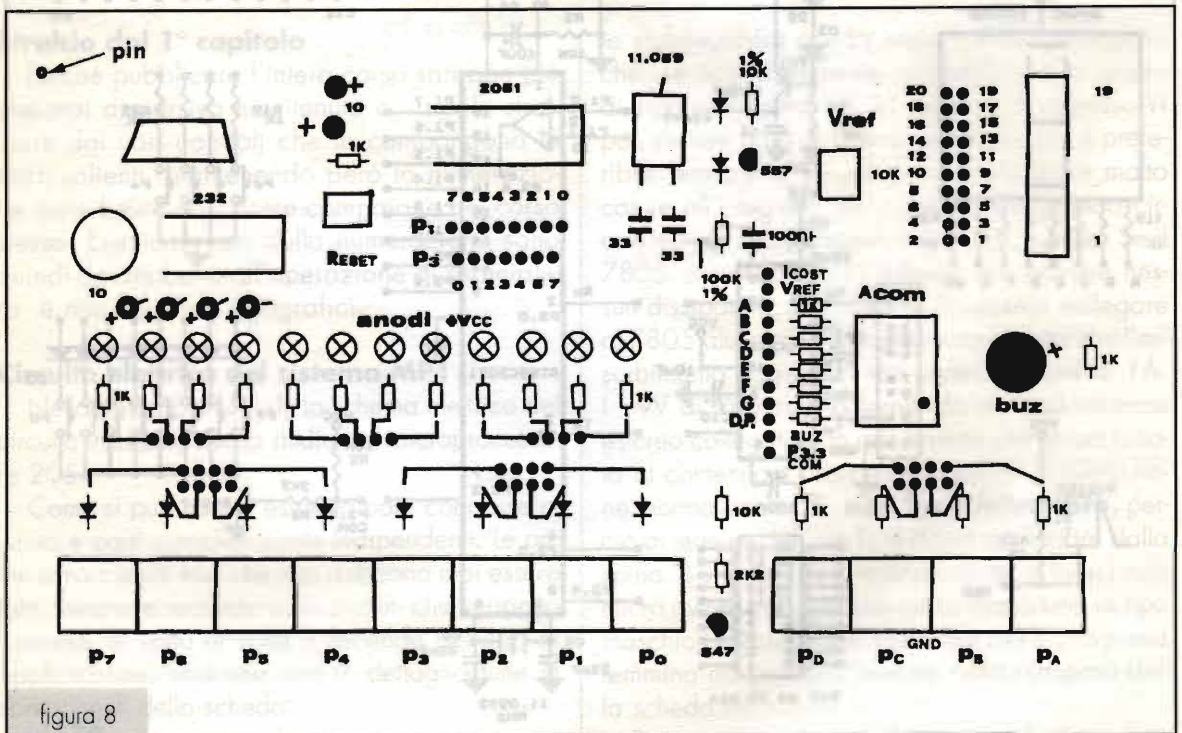 pin
10
1K
2051
11.059
1%
10K
557
Vref
10K
20 19
18 17
16 15
14 13
12 11
10 9
8 7
6 5
4 3
2 1
19
1
232
RESET
7 6 5 4 3 2 1 0
P1
P3
0 1 2 3 4 5 6 7
33
33
100n
100K
1%
10
anodi VCC
ICOST
VREF
1K
A
B
C
D
E
F
G
D.P.
BUZ
P3.3
COM
Acom
buz
1K
1K
1K
10K
1K
1K
2K2
547
P7 P6 P5 P4 P3 P2 P1 P0
PD PC GND PB PA
figura 8